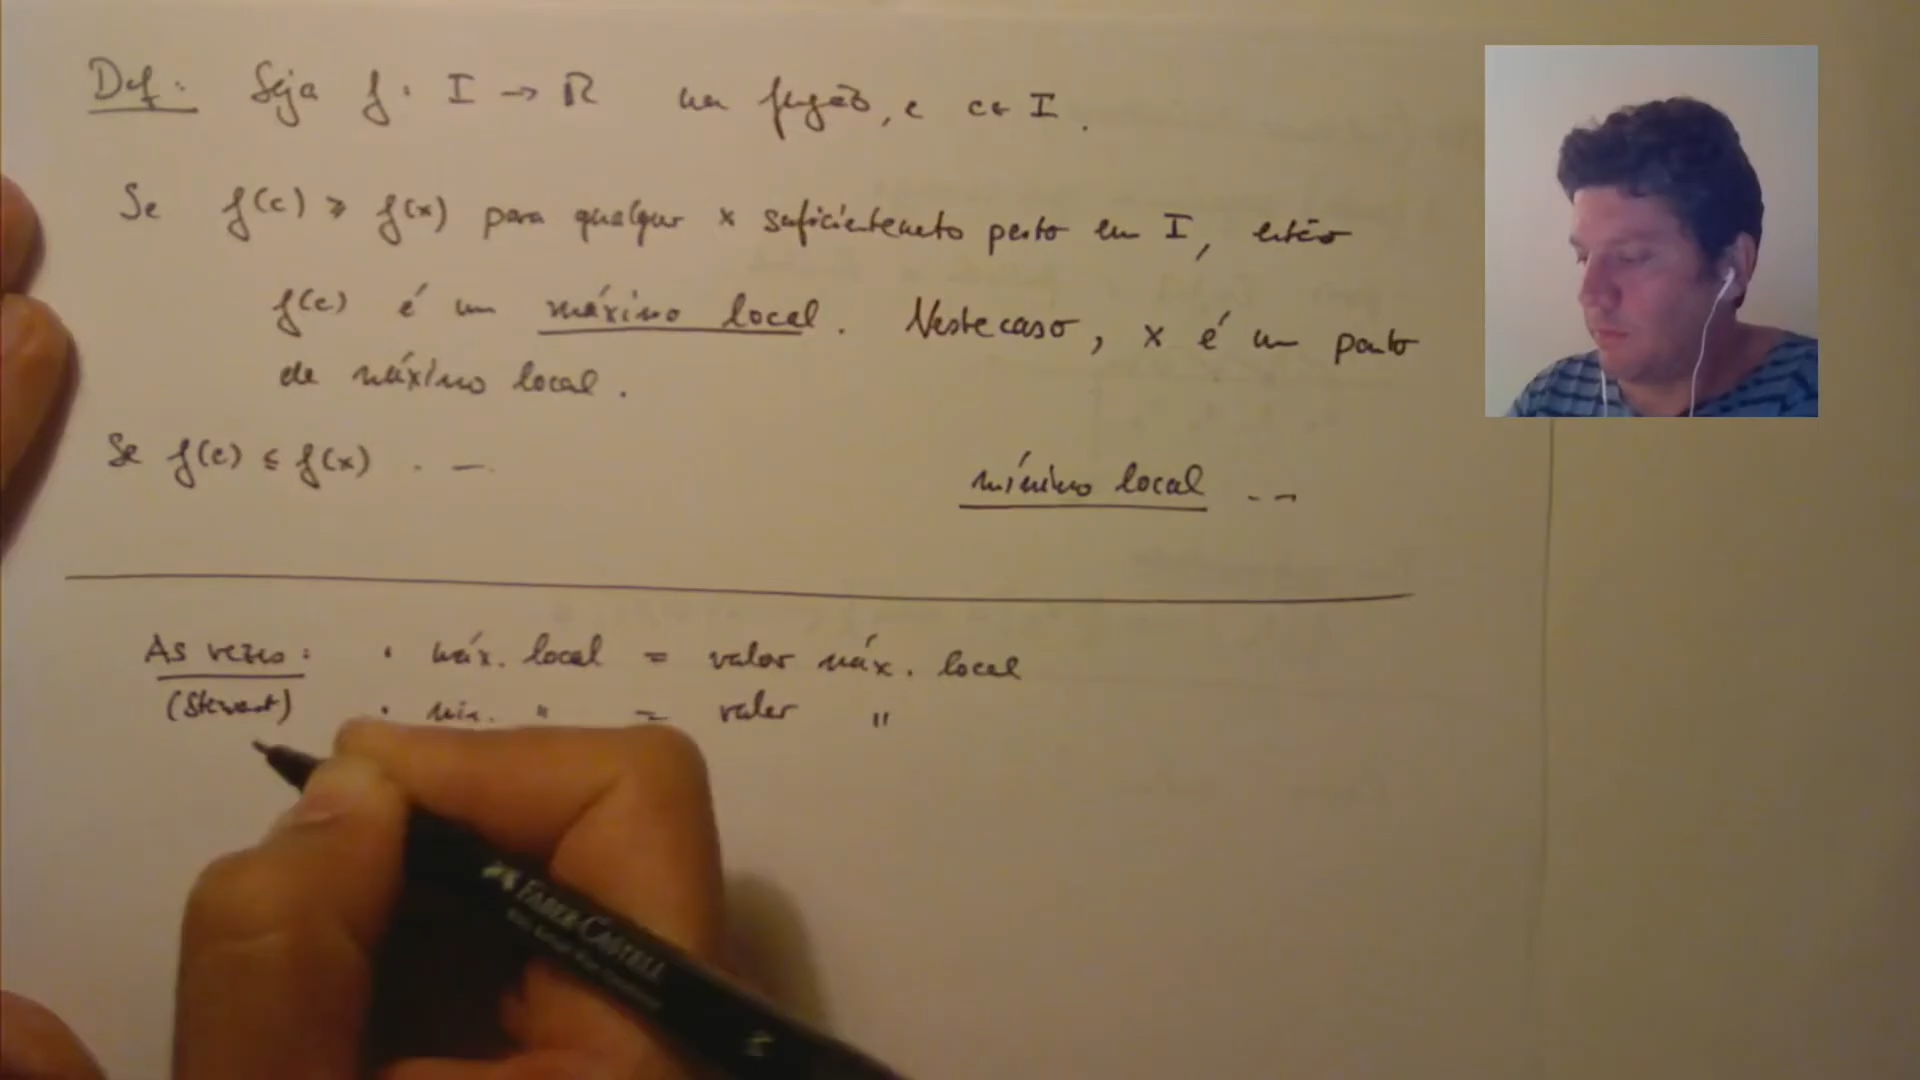 Def: Seja f: I → ℝ uma função, e c ∈ I.
Se f(c) ≥ f(x) para qualquer x suficientemente perto em I, então
f(c) é um máximo local. Neste caso, x é um ponto
de máximo local.
Se f(c) ≤ f(x) . — mínimo local - -
As vezes: • máx. local = valor máx. local
(Stewart) • mín. " = valor "
FABER-CASTELL